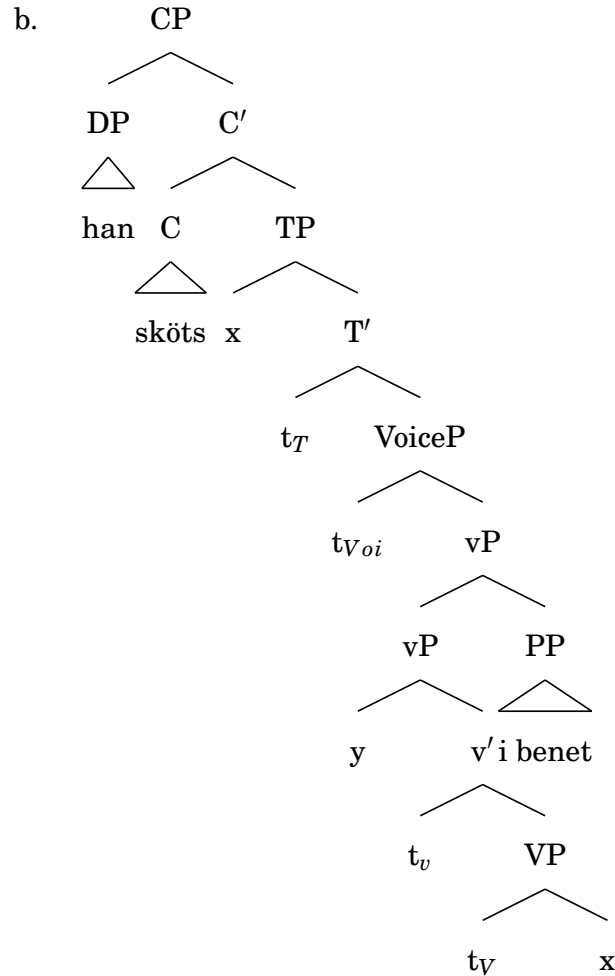 b. CP
DP C′
han C TP
sköts x T′
t_T VoiceP
t_Voi vP
vP PP
y v′ i benet
t_v VP
t_V x